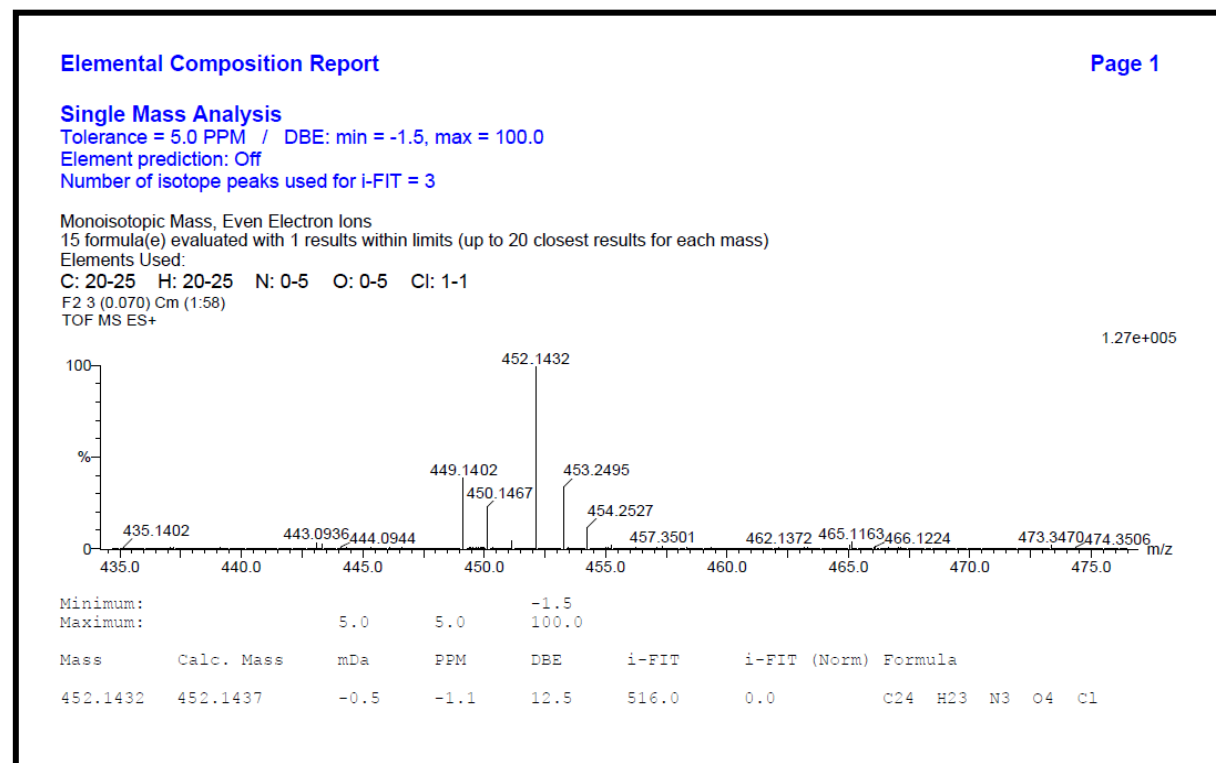 Elemental Composition Report Page 1
Single Mass Analysis
Tolerance = 5.0 PPM / DBE: min = -1.5, max = 100.0
Element prediction: Off
Number of isotope peaks used for i-FIT = 3
Monoisotopic Mass, Even Electron Ions
15 formula(e) evaluated with 1 results within limits (up to 20 closest results for each mass)
Elements Used:
C: 20-25 H: 20-25 N: 0-5 O: 0-5 Cl: 1-1
F2 3 (0.070) Cm (1:58)
TOF MS ES+
1.27e+005
100
452.1432
%
449.1402
453.2495
450.1467
454.2527
435.1402
443.0936
444.0944
457.3501
462.1372
465.1163
466.1224
473.3470
474.3506
0
m/z
435.0 440.0 445.0 450.0 455.0 460.0 465.0 470.0 475.0
Minimum: -1.5
Maximum: 5.0 5.0 100.0
Mass Calc. Mass mDa PPM DBE i-FIT i-FIT (Norm) Formula
452.1432 452.1437 -0.5 -1.1 12.5 516.0 0.0 C24 H23 N3 O4 Cl